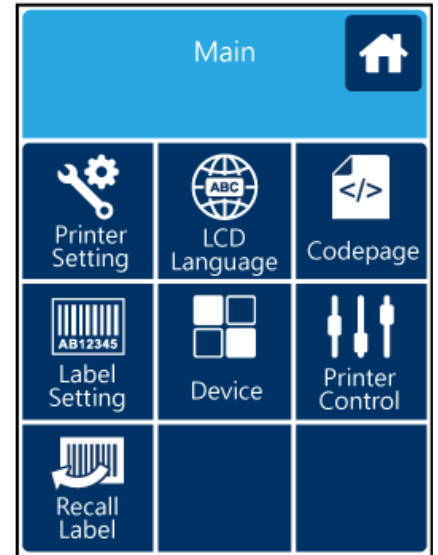 Main
Printer
Setting
ABC
LCD
Language
</>
Codepage
AB12345
Label
Setting
Device
Printer
Control
Recall
Label